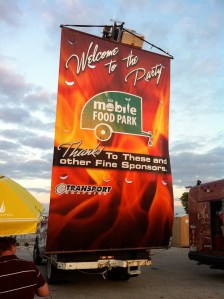 Welcome
to the
Party
mobile
FOOD PARK
Thanks To These and
other Fine Sponsors.
TRANSPORT